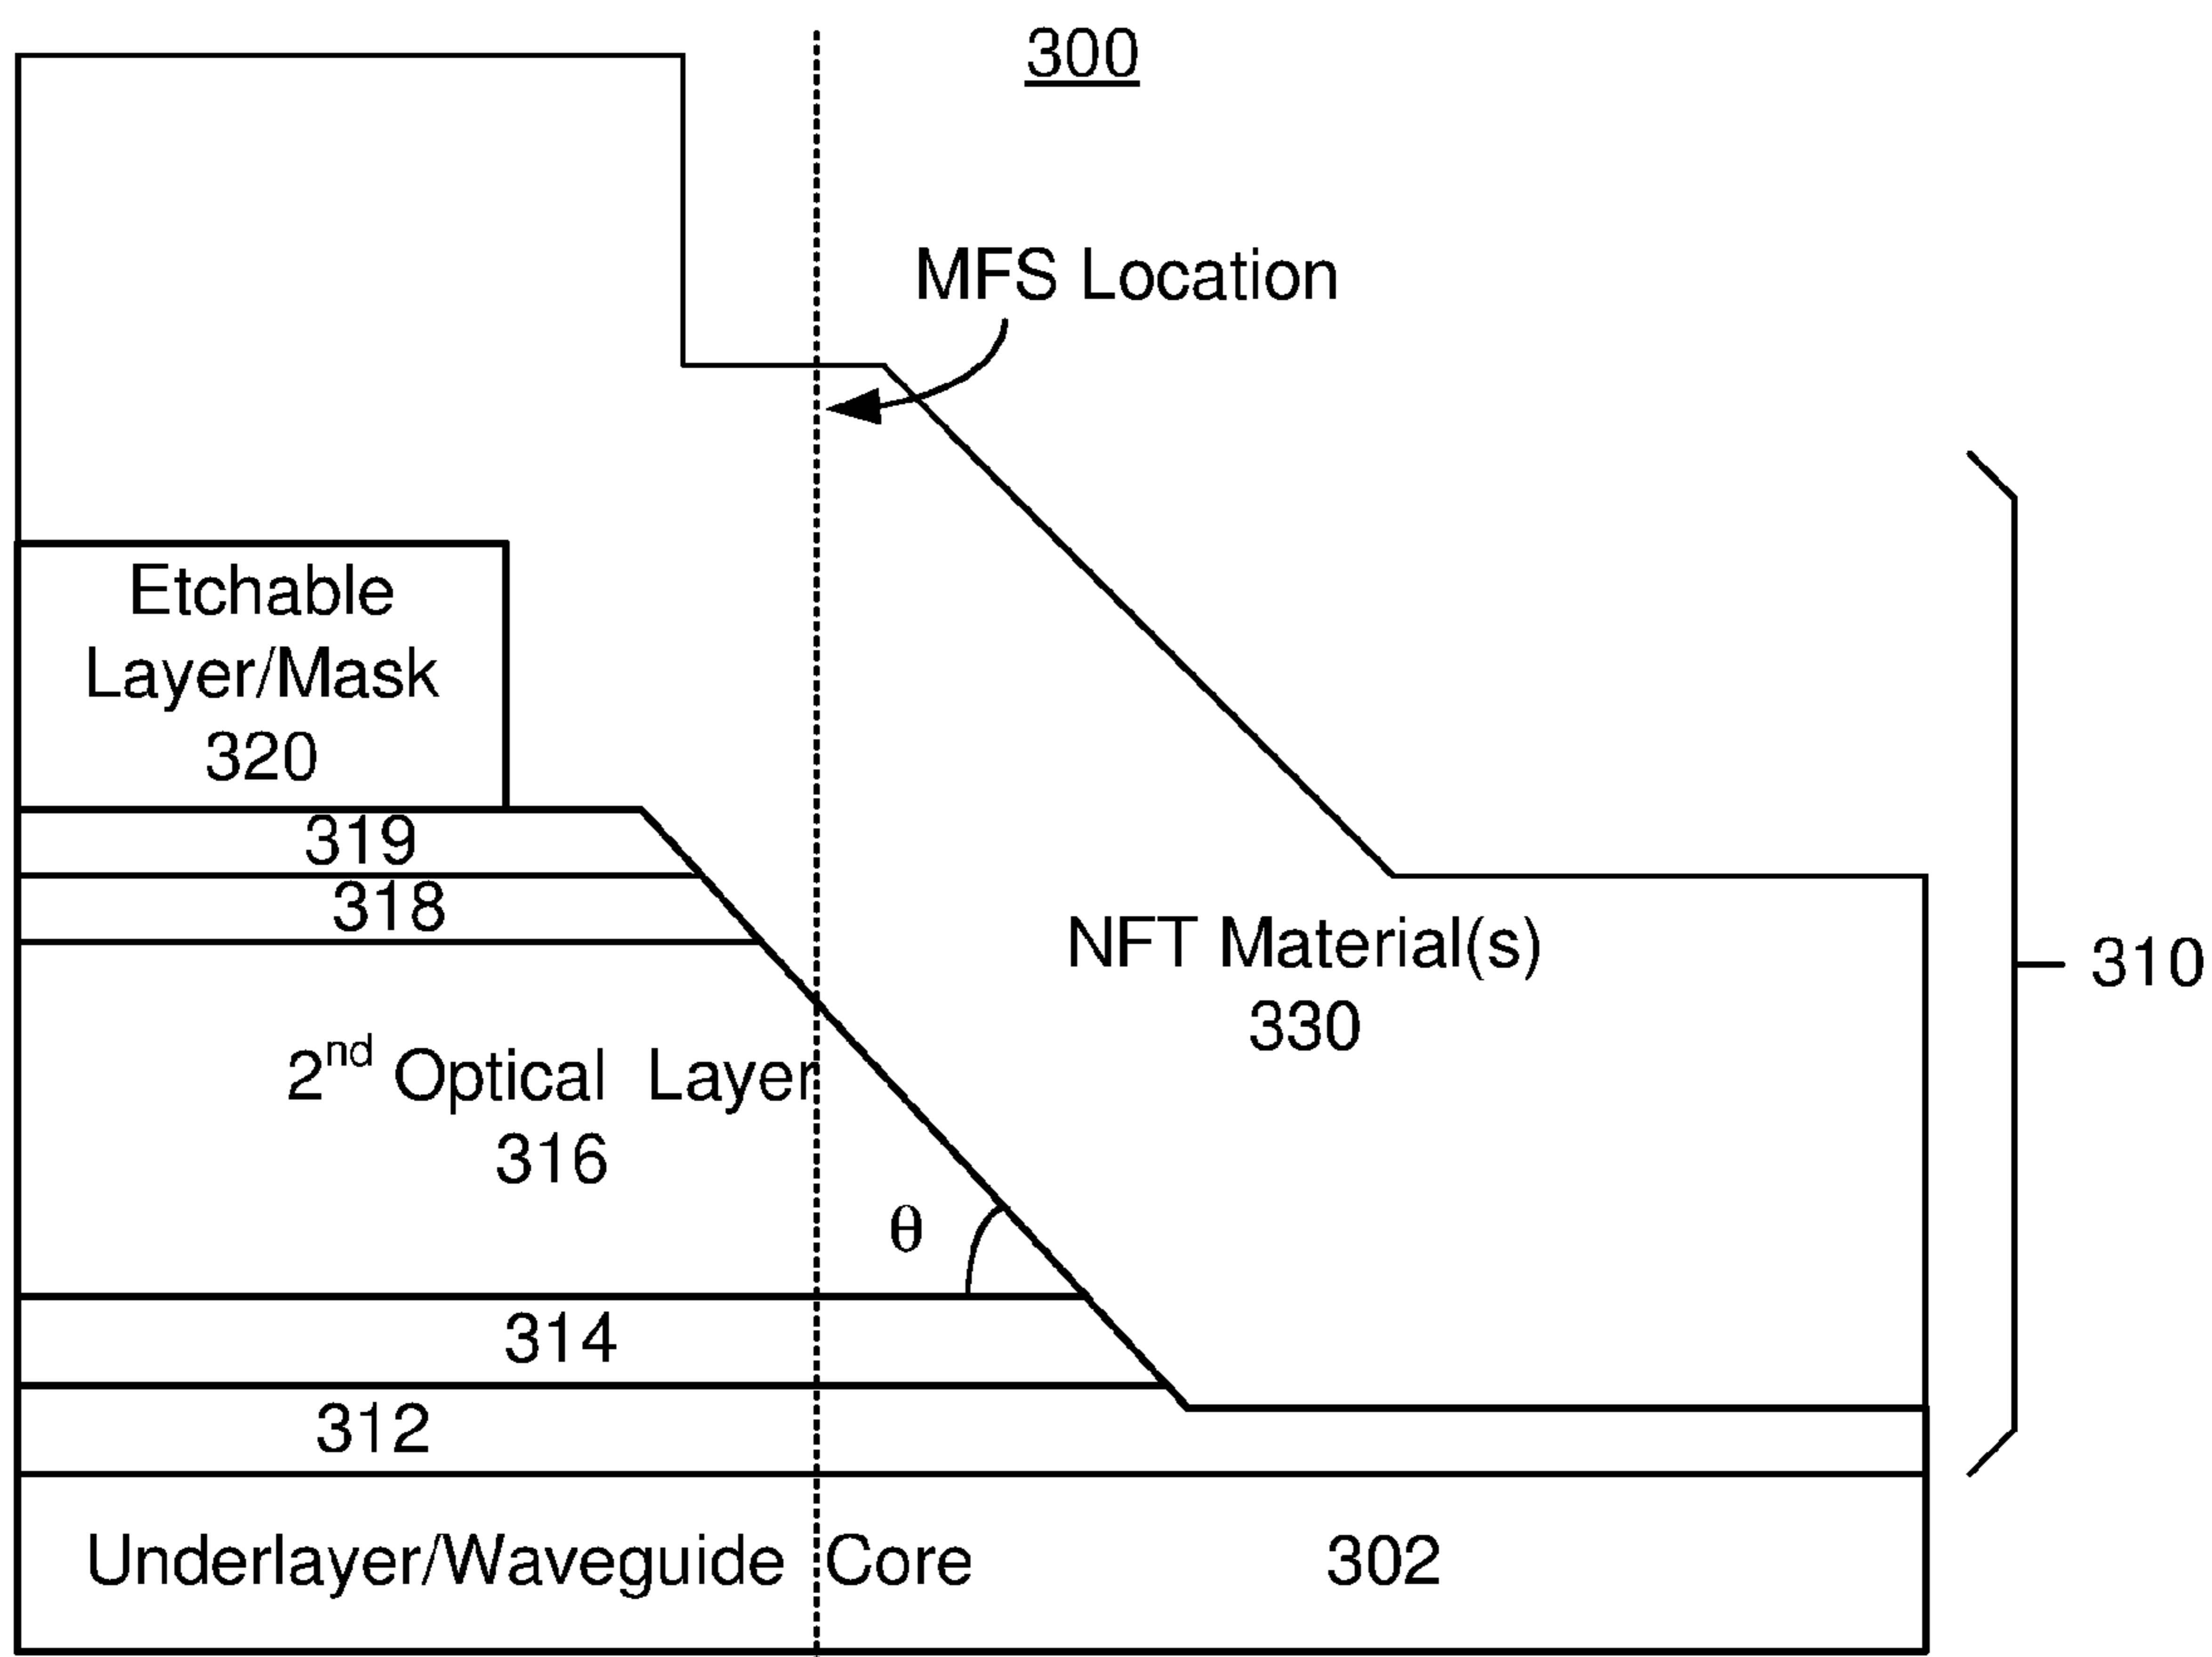 300
MFS Location
Etchable
Layer/Mask
320
319
318
NFT Material(s)
330
310
2nd Optical Layer
316
θ
314
312
Underlayer/Waveguide Core 302